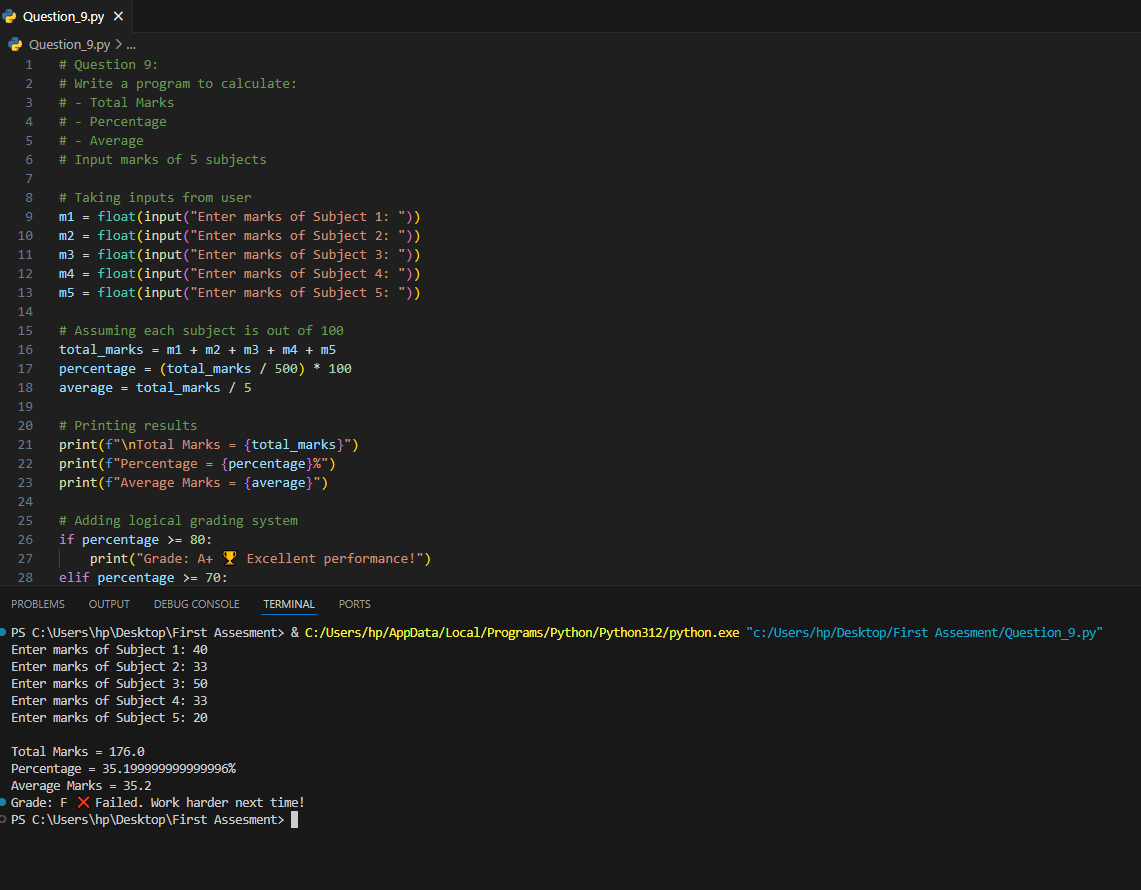 Question_9.py ✕
Question_9.py > ...
1 # Question 9:
2 # Write a program to calculate:
3 # - Total Marks
4 # - Percentage
5 # - Average
6 # Input marks of 5 subjects
7
8 # Taking inputs from user
9 m1 = float(input("Enter marks of Subject 1: "))
10 m2 = float(input("Enter marks of Subject 2: "))
11 m3 = float(input("Enter marks of Subject 3: "))
12 m4 = float(input("Enter marks of Subject 4: "))
13 m5 = float(input("Enter marks of Subject 5: "))
14
15 # Assuming each subject is out of 100
16 total_marks = m1 + m2 + m3 + m4 + m5
17 percentage = (total_marks / 500) * 100
18 average = total_marks / 5
19
20 # Printing results
21 print(f"\nTotal Marks = {total_marks}")
22 print(f"Percentage = {percentage}%")
23 print(f"Average Marks = {average}")
24
25 # Adding logical grading system
26 if percentage >= 80:
27     print("Grade: A+ 🏆 Excellent performance!")
28 elif percentage >= 70:
PROBLEMS OUTPUT DEBUG CONSOLE TERMINAL PORTS
PS C:\Users\hp\Desktop\First Assesment> & C:/Users/hp/AppData/Local/Programs/Python/Python312/python.exe "c:/Users/hp/Desktop/First Assesment/Question_9.py"
Enter marks of Subject 1: 40
Enter marks of Subject 2: 33
Enter marks of Subject 3: 50
Enter marks of Subject 4: 33
Enter marks of Subject 5: 20

Total Marks = 176.0
Percentage = 35.199999999999996%
Average Marks = 35.2
Grade: F ❌ Failed. Work harder next time!
PS C:\Users\hp\Desktop\First Assesment>